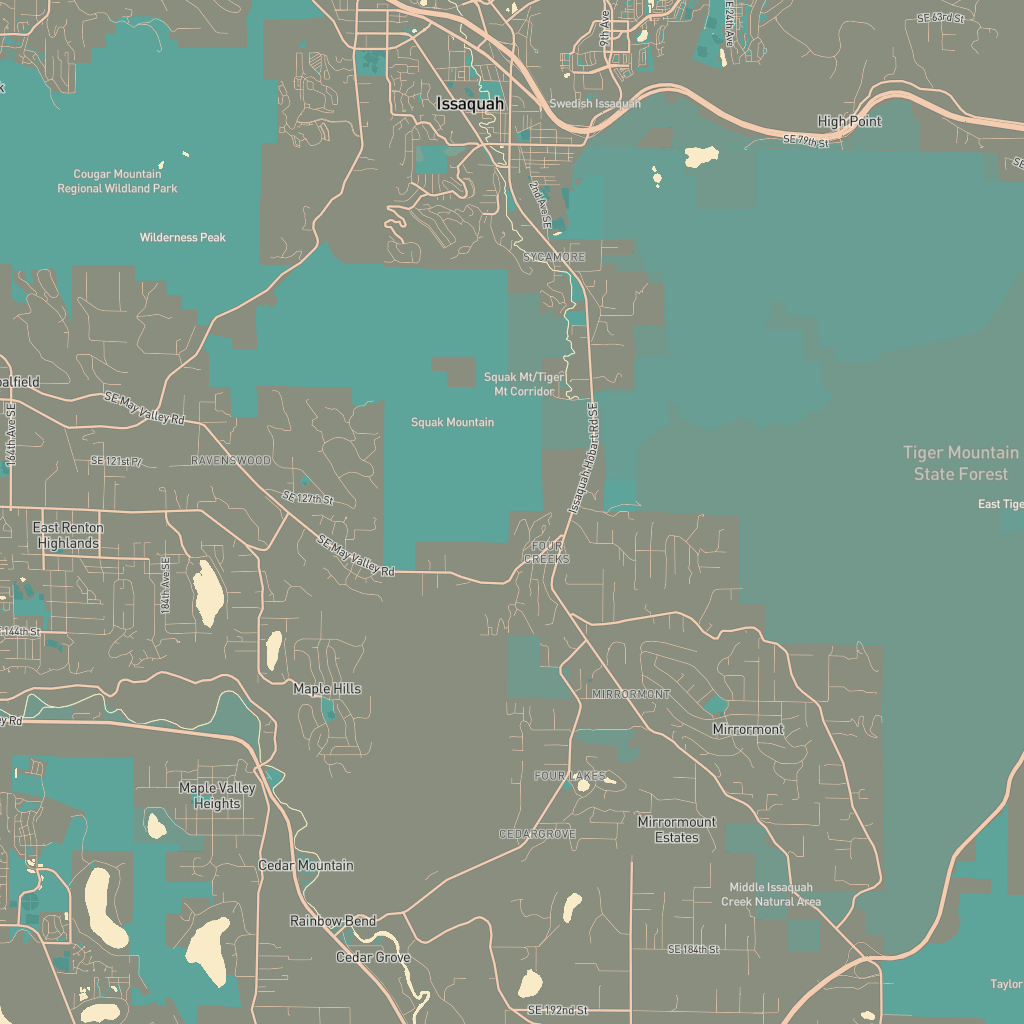 SE 63rd St
9th Ave
SE 24th Ave
Issaquah
Swedish Issaquah
High Point
SE 79th St
SE
Cougar Mountain
Regional Wildland Park
2nd Ave SE
Wilderness Peak
SYCAMORE
Squak Mt/Tiger
Mt Corridor
oalfield
SE May Valley Rd
164th Ave SE
Squak Mountain
Issaquah-Hobart Rd SE
Tiger Mountain
State Forest
SE 121st Pl
RAVENSWOOD
SE 127th St
East Tige
East Renton
Highlands
SE May Valley Rd
FOUR
CREEKS
184th Ave SE
E 144th St
Maple Hills
MIRRORMONT
ey Rd
Mirrormont
FOUR LAKES
Maple Valley
Heights
Mirrormount
Estates
CEDARGROVE
Cedar Mountain
Middle Issaquah
Creek Natural Area
Rainbow Bend
SE 184th St
Cedar Grove
Taylor
SE 192nd St